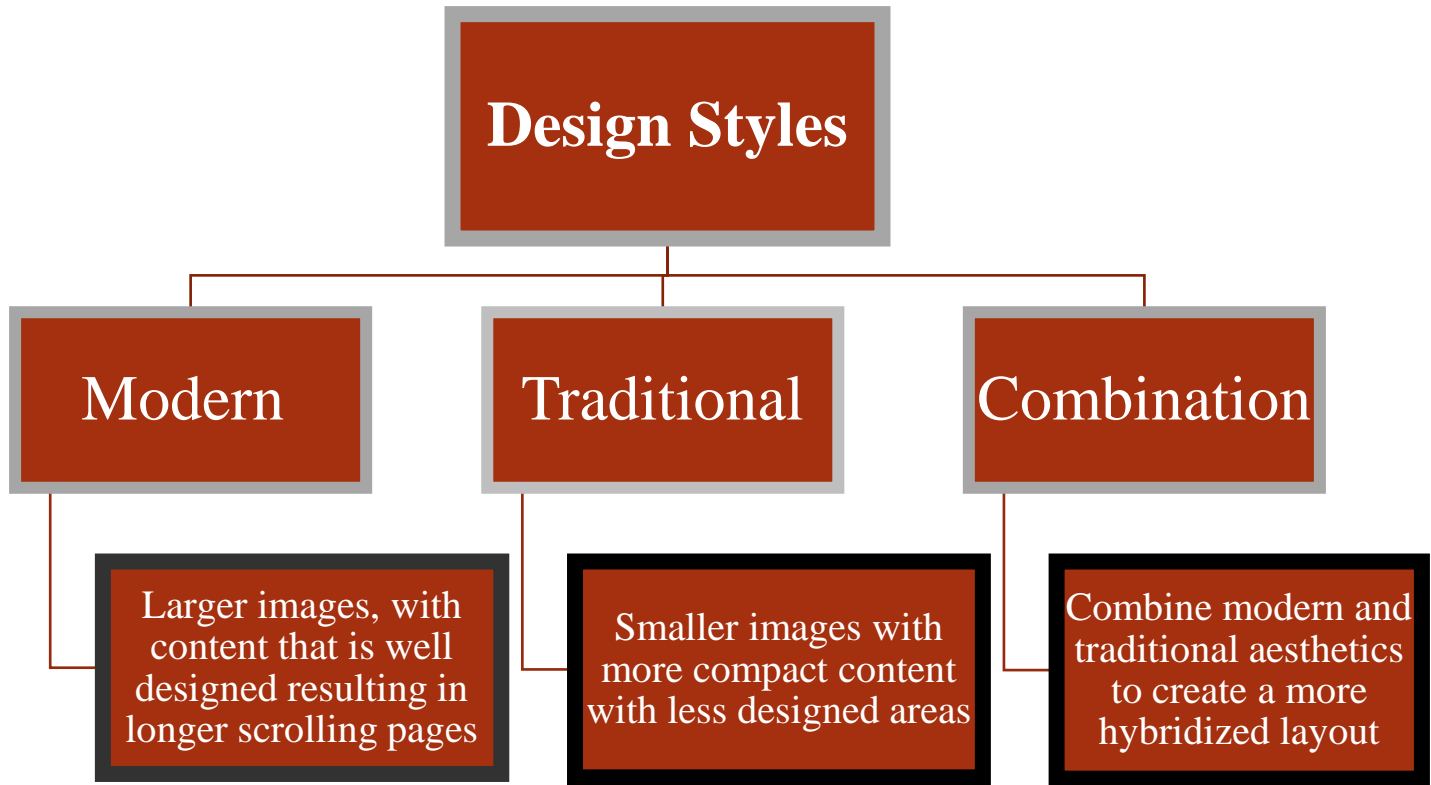 Design Styles
Modern
Traditional
Combination
Larger images, with
content that is well
designed resulting in
longer scrolling pages
Smaller images with
more compact content
with less designed areas
Combine modern and
traditional aesthetics
to create a more
hybridized layout